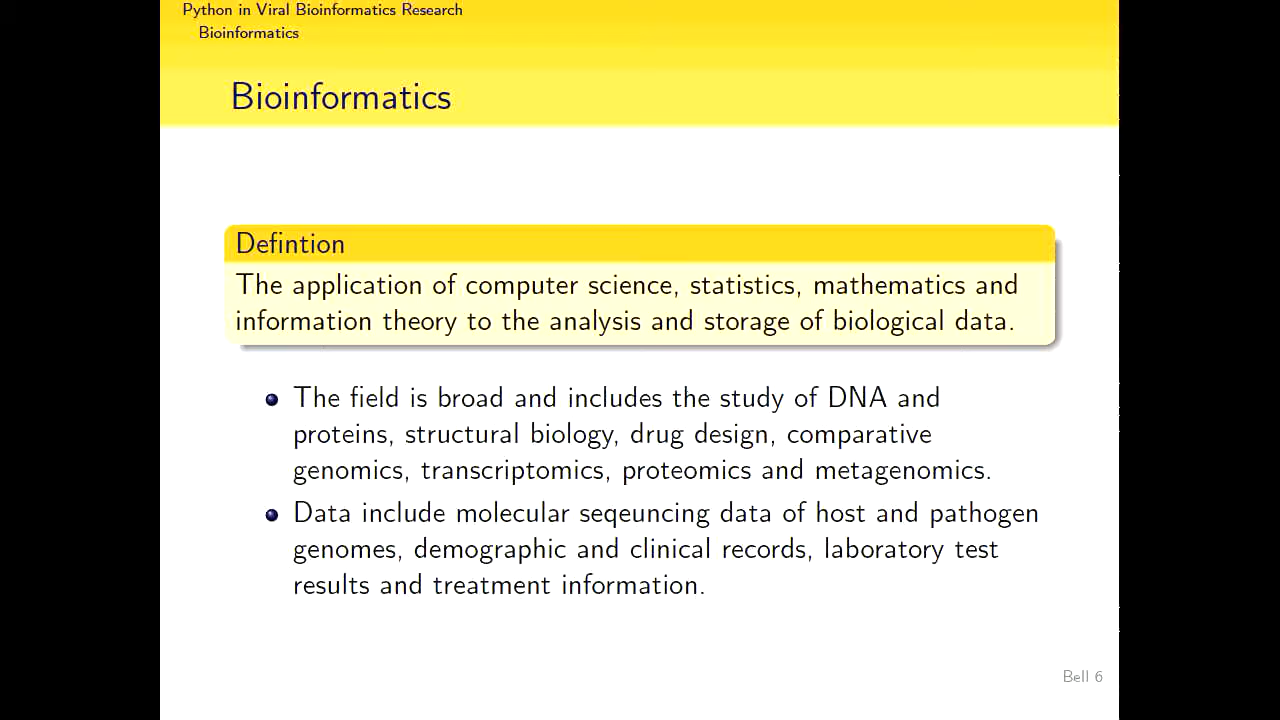 Python in Viral Bioinformatics Research
Bioinformatics
Bioinformatics
Defintion
The application of computer science, statistics, mathematics and
information theory to the analysis and storage of biological data.
The field is broad and includes the study of DNA and
proteins, structural biology, drug design, comparative
genomics, transcriptomics, proteomics and metagenomics.
Data include molecular seqeuncing data of host and pathogen
genomes, demographic and clinical records, laboratory test
results and treatment information.
Bell 6